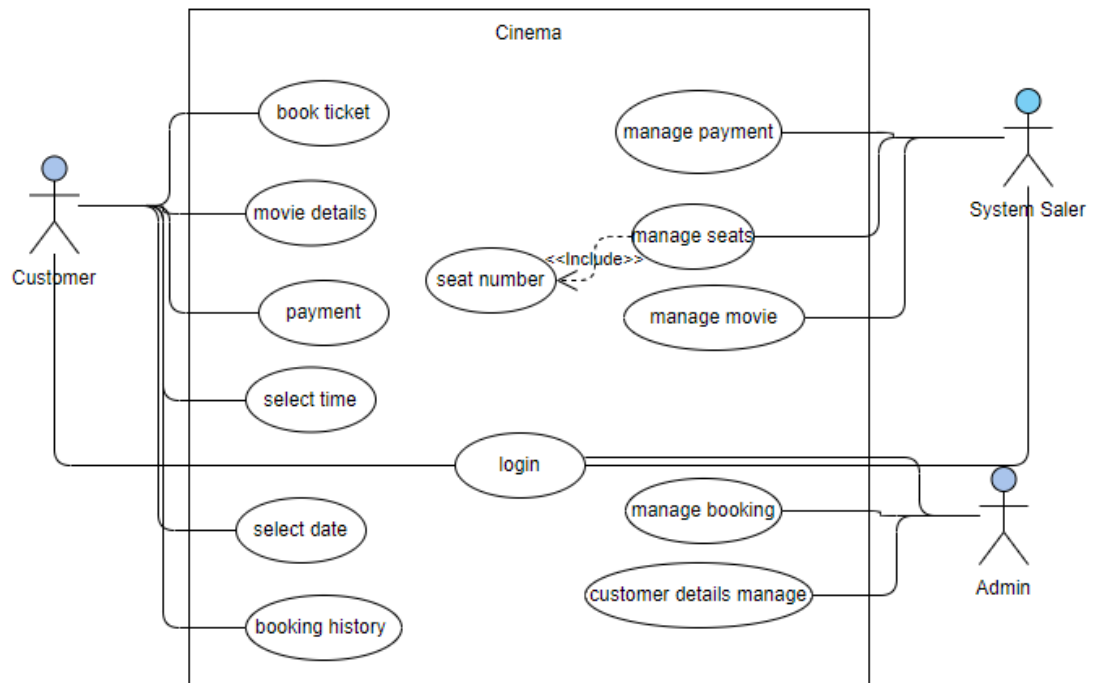 Cinema
book ticket
manage payment
System Saler
movie details
manage seats
<<Include>>
seat number
Customer
payment
manage movie
select time
login
manage booking
select date
Admin
customer details manage
booking history